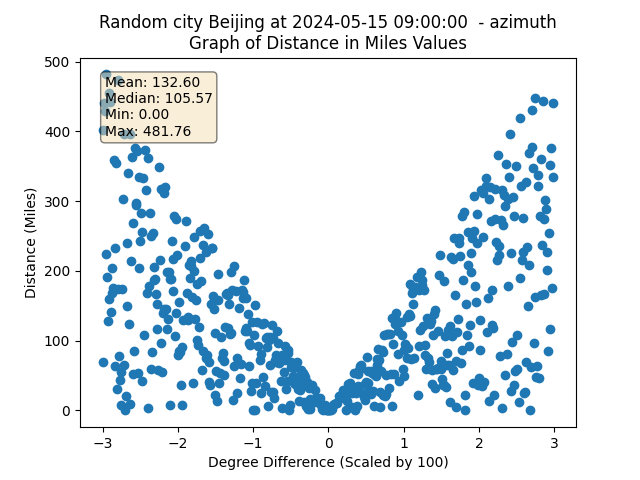 Random city Beijing at 2024-05-15 09:00:00  - azimuth
Graph of Distance in Miles Values
500
400
300
200
100
0
Distance (Miles)
Mean: 132.60
Median: 105.57
Min: 0.00
Max: 481.76
−3 −2 −1 0 1 2 3
Degree Difference (Scaled by 100)